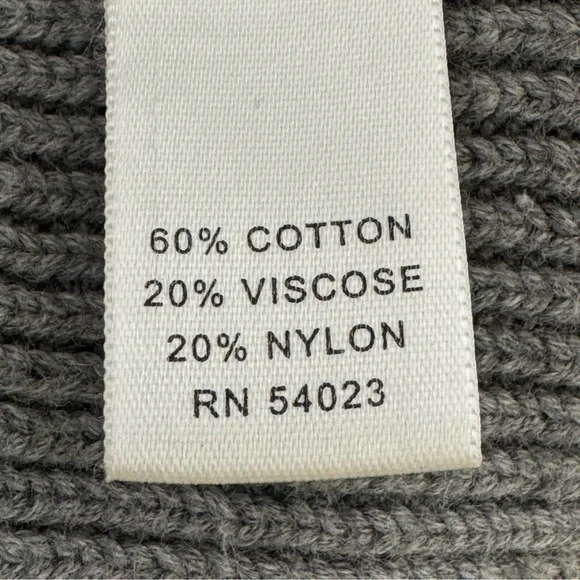 60% COTTON
20% VISCOSE
20% NYLON
RN 54023